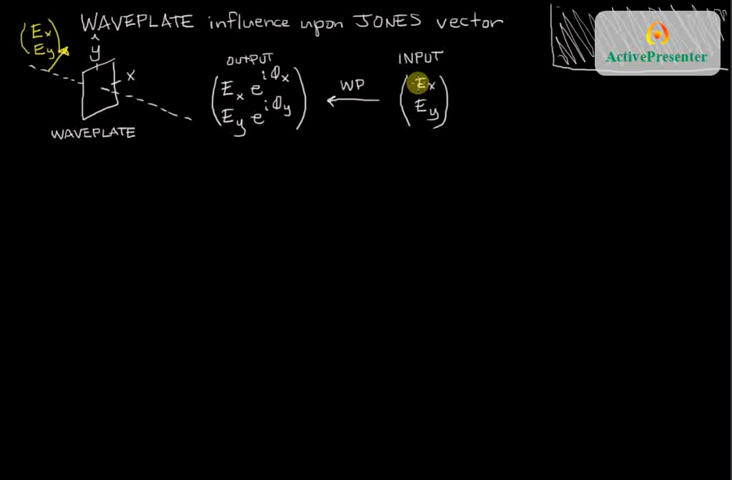 WAVEPLATE influence upon JONES vector
(Ex
Ey)
ŷ
x
WAVEPLATE
OUTPUT
(Ex e^iφx
Ey e^iφy)
WP
INPUT
(Ex
Ey)
ActivePresenter